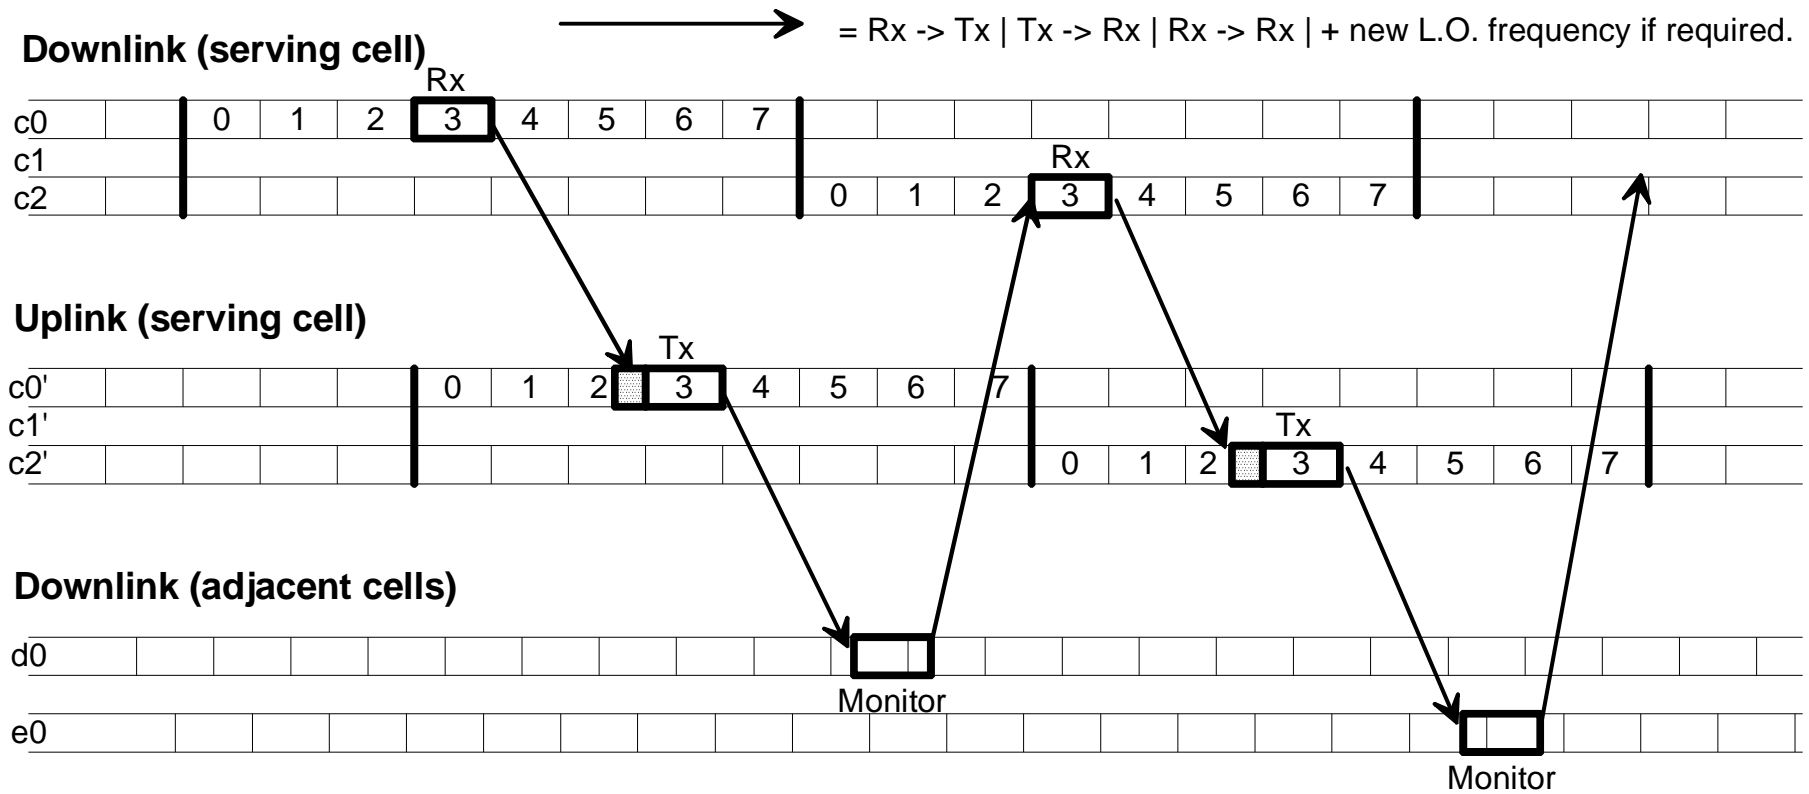 = Rx -> Tx | Tx -> Rx | Rx -> Rx | + new L.O. frequency if required.
Downlink (serving cell)
Rx
c0 0 1 2 3 4 5 6 7
c1 Rx
c2 0 1 2 3 4 5 6 7
Uplink (serving cell)
Tx
c0' 0 1 2 3 4 5 6 7
c1' Tx
c2' 0 1 2 3 4 5 6 7
Downlink (adjacent cells)
d0
Monitor
e0
Monitor